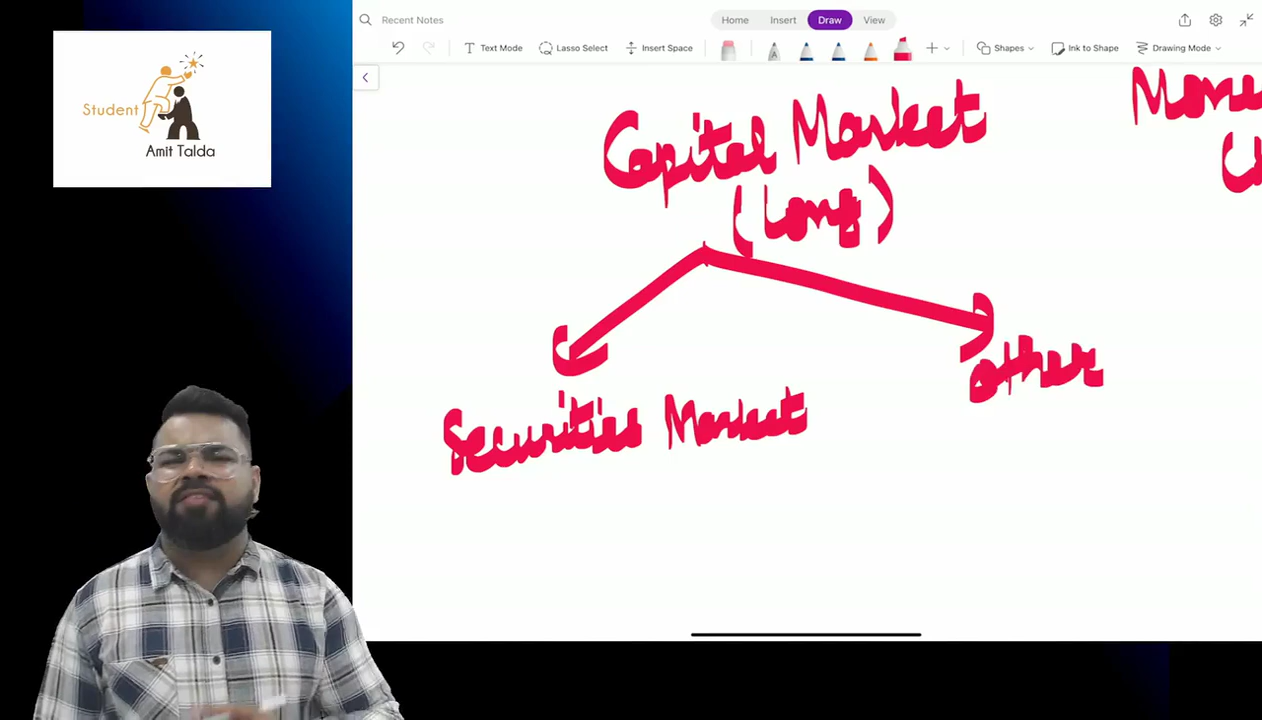 Recent Notes
Home Insert Draw View
Text Mode Lasso Select Insert Space Shapes Ink to Shape Drawing Mode
Student
Amit Talda
Capital Market
(Long)
Securities Market
other